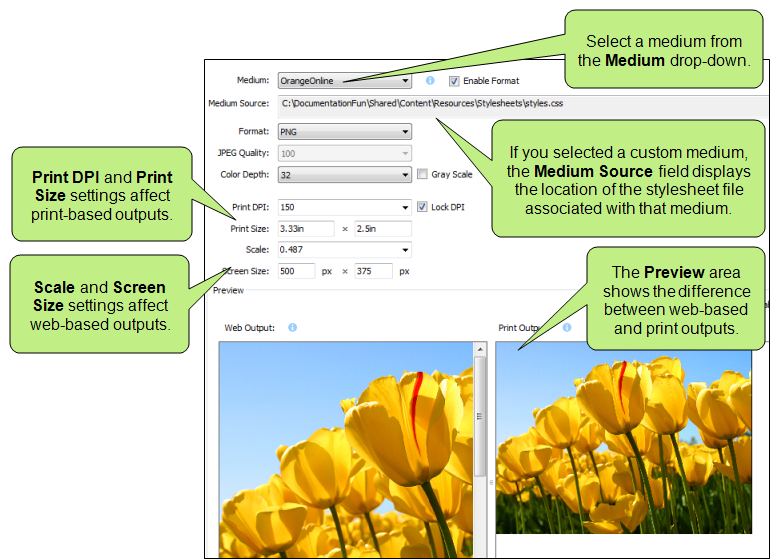 Select a medium from
the Medium drop-down.
Medium: OrangeOnline Enable Format
Medium Source: C:\DocumentationFun\Shared\Content\Resources\Stylesheets\styles.css
Format: PNG
JPEG Quality: 100
Color Depth: 32 Gray Scale
If you selected a custom medium,
the Medium Source field displays
the location of the stylesheet file
associated with that medium.
Print DPI and Print
Size settings affect
print-based outputs.
Print DPI: 150 Lock DPI
Print Size: 3.33in × 2.5in
Scale: 0.487
Screen Size: 500 px × 375 px
Scale and Screen
Size settings affect
web-based outputs.
The Preview area
shows the difference
between web-based
and print outputs.
Preview
Web Output: Print Outp